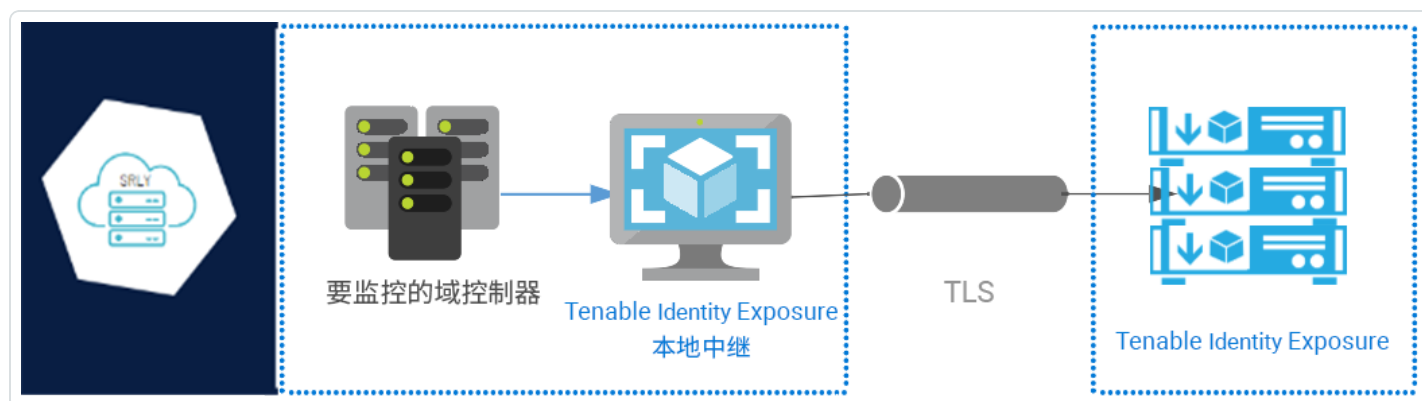 SRLY
要监控的域控制器
Tenable Identity Exposure
本地中继
TLS
Tenable Identity Exposure